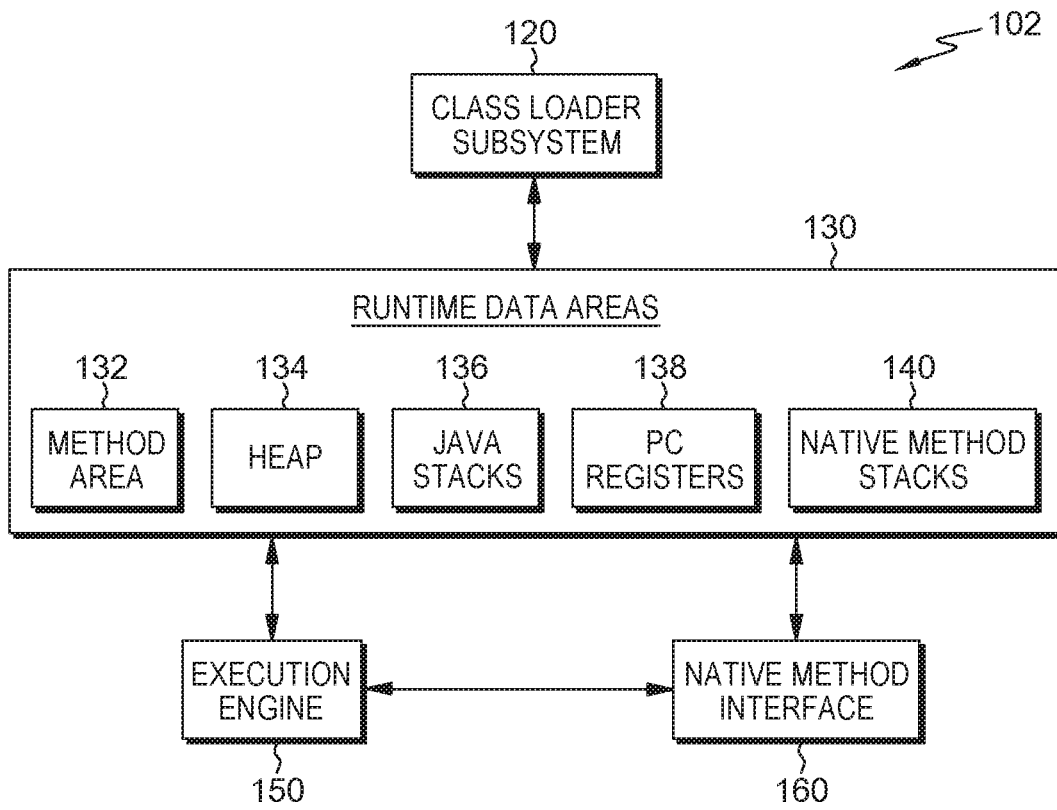 120
102
CLASS LOADER
SUBSYSTEM
130
RUNTIME DATA AREAS
132
134
136
138
140
METHOD
AREA
HEAP
JAVA
STACKS
PC
REGISTERS
NATIVE METHOD
STACKS
EXECUTION
ENGINE
NATIVE METHOD
INTERFACE
150
160